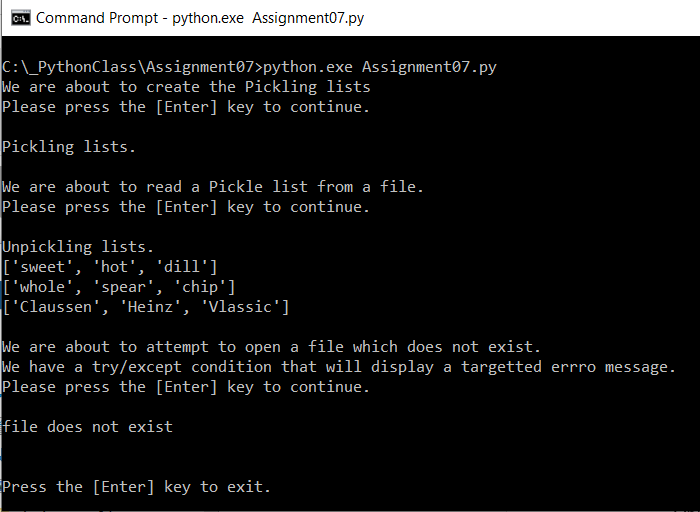 Command Prompt - python.exe  Assignment07.py
C:\_PythonClass\Assignment07>python.exe Assignment07.py
We are about to create the Pickling lists
Please press the [Enter] key to continue.
Pickling lists.
We are about to read a Pickle list from a file.
Please press the [Enter] key to continue.
Unpickling lists.
['sweet', 'hot', 'dill']
['whole', 'spear', 'chip']
['Claussen', 'Heinz', 'Vlassic']
We are about to attempt to open a file which does not exist.
We have a try/except condition that will display a targetted errro message.
Please press the [Enter] key to continue.
file does not exist
Press the [Enter] key to exit.